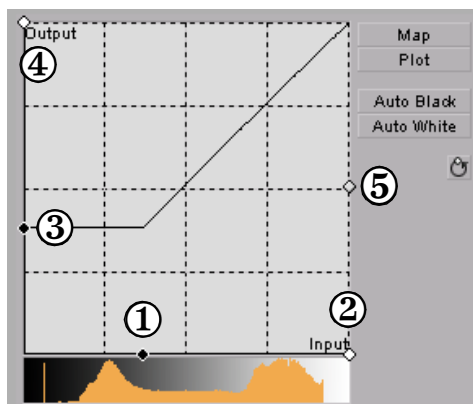 Output
④
③
①
②
Input
⑤
Map
Plot
Auto Black
Auto White